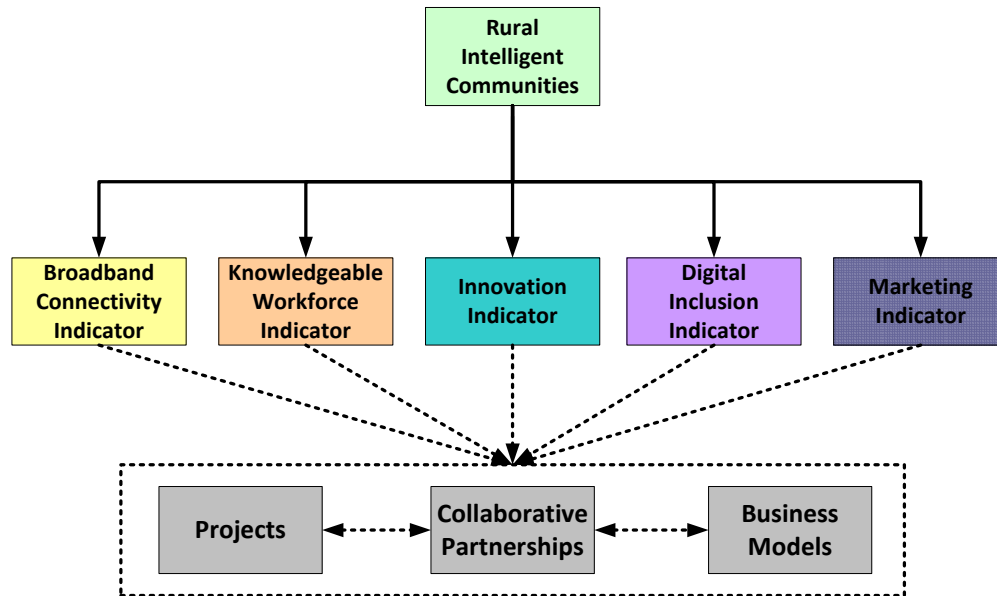 Rural
Intelligent
Communities
Broadband
Connectivity
Indicator
Knowledgeable
Workforce
Indicator
Innovation
Indicator
Digital
Inclusion
Indicator
Marketing
Indicator
Projects
Collaborative
Partnerships
Business
Models